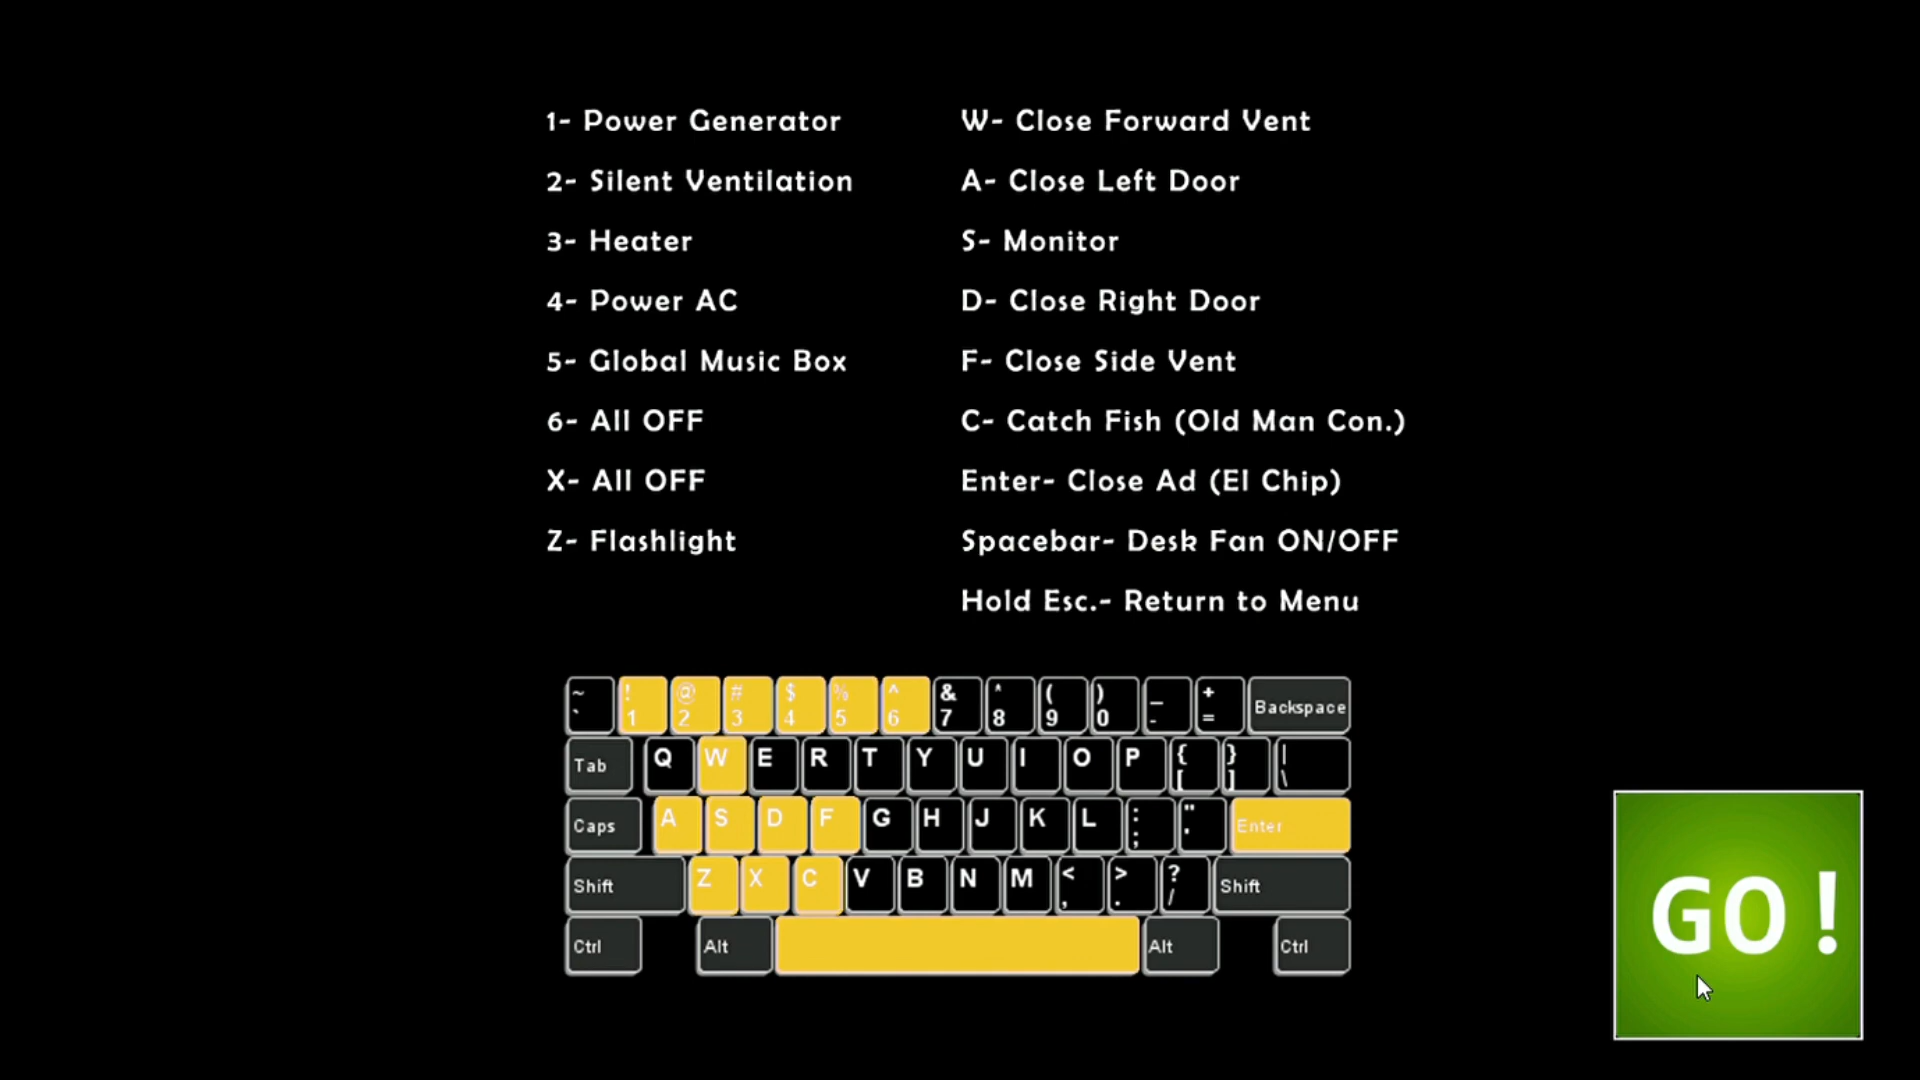 1- Power Generator
2- Silent Ventilation
3- Heater
4- Power AC
5- Global Music Box
6- All OFF
X- All OFF
Z- Flashlight
W- Close Forward Vent
A- Close Left Door
S- Monitor
D- Close Right Door
F- Close Side Vent
C- Catch Fish (Old Man Con.)
Enter- Close Ad (El Chip)
Spacebar- Desk Fan ON/OFF
Hold Esc.- Return to Menu
~ ! @ # $ % ^ & * ( ) _ +
` 1 2 3 4 5 6 7 8 9 0 - = Backspace
Tab Q W E R T Y U I O P { } |
[ ] \
Caps A S D F G H J K L : " Enter
; '
Shift Z X C V B N M < > ? Shift
, . /
Ctrl Alt Alt Ctrl
GO!